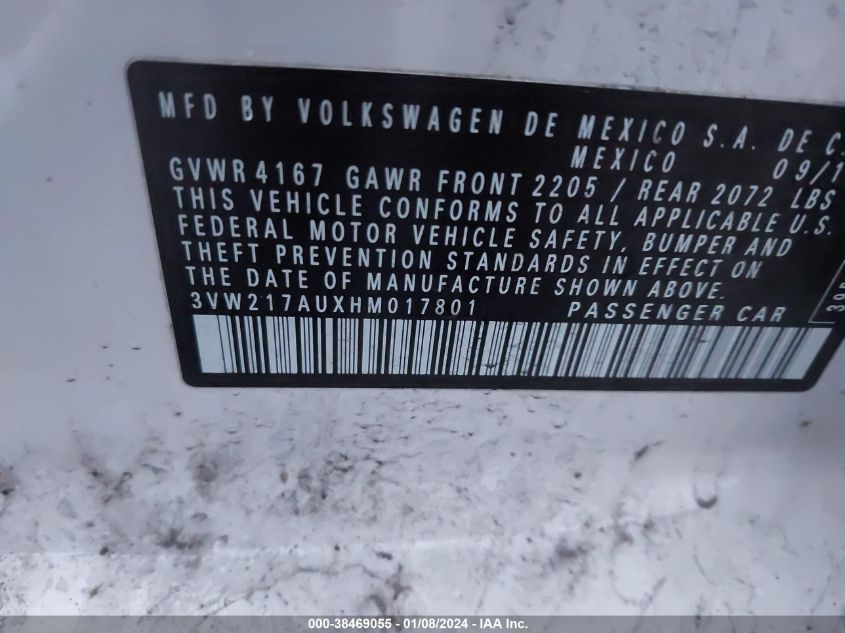 MFD BY VOLKSWAGEN DE MEXICO S.A. DE C.
MEXICO 09/1
GVWR 4167 GAWR FRONT 2205 / REAR 2072 LBS
THIS VEHICLE CONFORMS TO ALL APPLICABLE U.S.
FEDERAL MOTOR VEHICLE SAFETY, BUMPER AND
THEFT PREVENTION STANDARDS IN EFFECT ON
THE DATE OF MANUFACTURE SHOWN ABOVE.
3VW217AUXHM017801 PASSENGER CAR
000-38469055 - 01/08/2024 - IAA Inc.